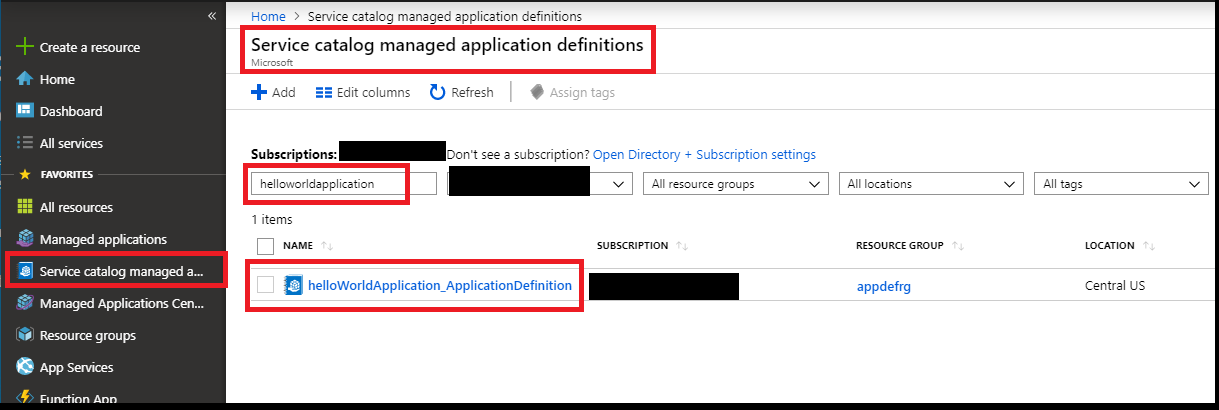 «
Create a resource
Home
Dashboard
All services
FAVORITES
All resources
Managed applications
Service catalog managed a...
Managed Applications Cen...
Resource groups
App Services
Function App
Home > Service catalog managed application definitions
Service catalog managed application definitions
Microsoft
Add Edit columns Refresh Assign tags
Subscriptions: Don't see a subscription? Open Directory + Subscription settings
helloworldapplication All resource groups All locations All tags
1 items
NAME ↑↓ SUBSCRIPTION ↑↓ RESOURCE GROUP ↑↓ LOCATION ↑↓
helloWorldApplication_ApplicationDefinition appdefrg Central US